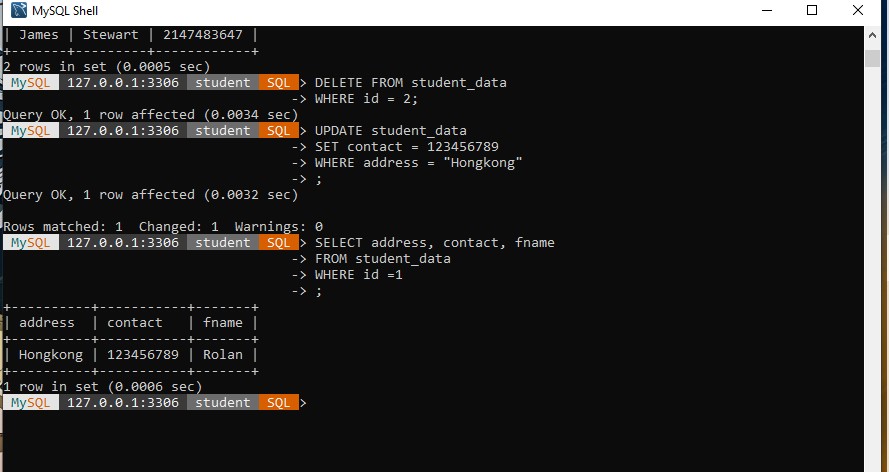 MySQL Shell
| James | Stewart | 2147483647 |
+-------+---------+------------+
2 rows in set (0.0005 sec)
MySQL 127.0.0.1:3306 student SQL > DELETE FROM student_data
-> WHERE id = 2;
Query OK, 1 row affected (0.0034 sec)
MySQL 127.0.0.1:3306 student SQL > UPDATE student_data
-> SET contact = 123456789
-> WHERE address = "Hongkong"
-> ;
Query OK, 1 row affected (0.0032 sec)
Rows matched: 1  Changed: 1  Warnings: 0
MySQL 127.0.0.1:3306 student SQL > SELECT address, contact, fname
-> FROM student_data
-> WHERE id =1
-> ;
+----------+-----------+-------+
| address  | contact   | fname |
+----------+-----------+-------+
| Hongkong | 123456789 | Rolan |
+----------+-----------+-------+
1 row in set (0.0006 sec)
MySQL 127.0.0.1:3306 student SQL >